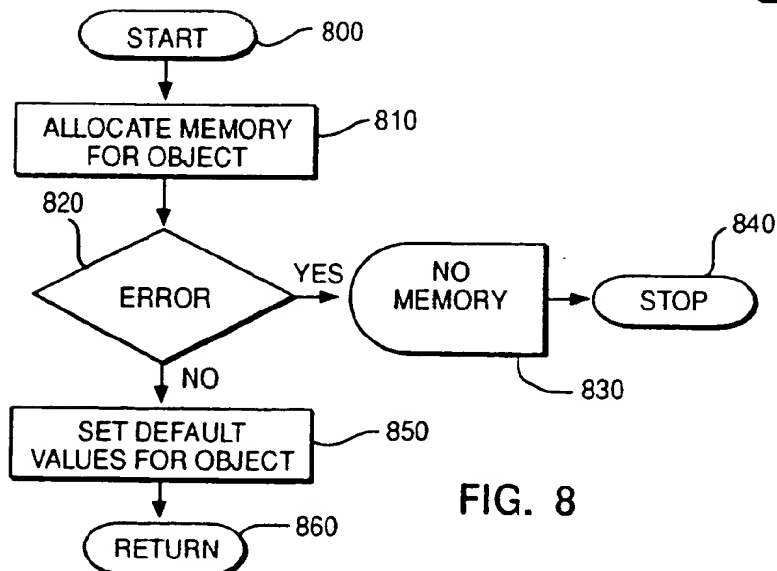 START
800
ALLOCATE MEMORY
FOR OBJECT
810
820
ERROR
YES
NO
MEMORY
830
840
STOP
NO
SET DEFAULT
VALUES FOR OBJECT
850
RETURN
860
FIG. 8